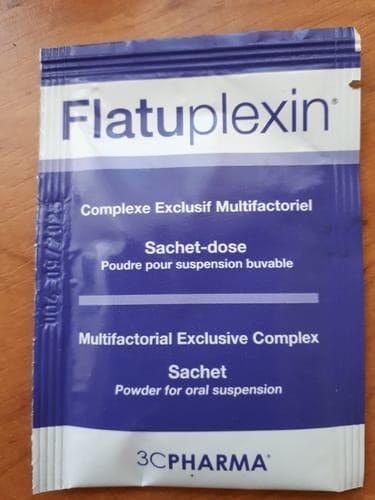 Flatuplexin®
Complexe Exclusif Multifactoriel
Sachet-dose
Poudre pour suspension buvable
Multifactorial Exclusive Complex
Sachet
Powder for oral suspension
3CPHARMA®